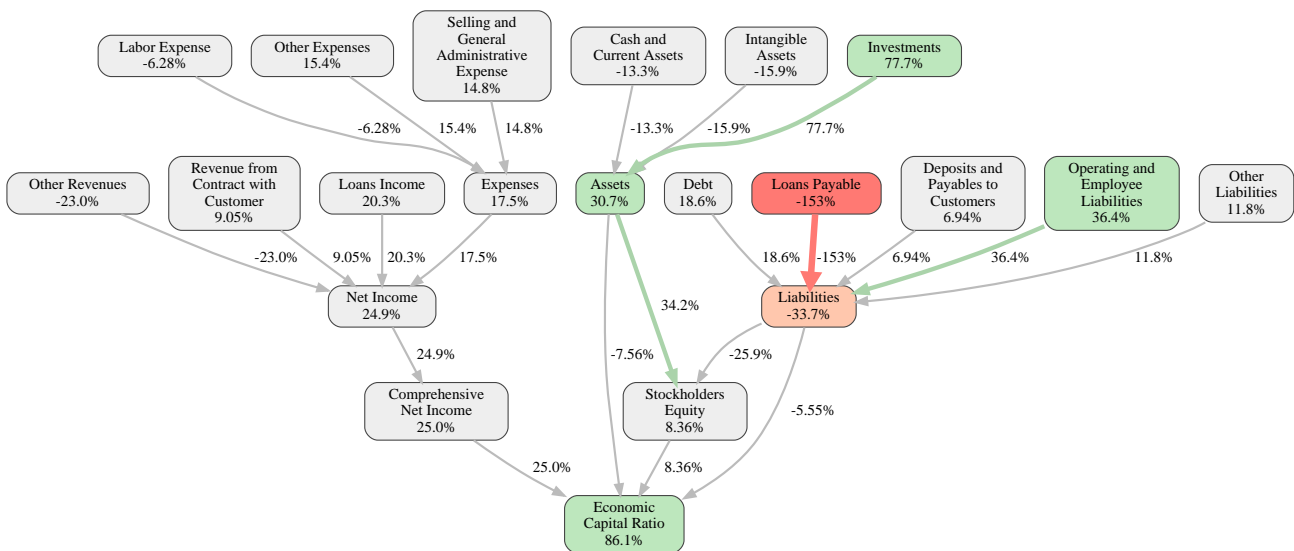 Labor Expense
-6.28%
Other Expenses
15.4%
Selling and
General
Administrative
Expense
14.8%
Cash and
Current Assets
-13.3%
Intangible
Assets
-15.9%
Investments
77.7%
-6.28%
15.4%
14.8%
-13.3%
-15.9%
77.7%
Other Revenues
-23.0%
Revenue from
Contract with
Customer
9.05%
Loans Income
20.3%
Expenses
17.5%
Assets
30.7%
Debt
18.6%
Loans Payable
-153%
Deposits and
Payables to
Customers
6.94%
Operating and
Employee
Liabilities
36.4%
Other
Liabilities
11.8%
-23.0%
9.05%
20.3%
17.5%
18.6%
-153%
6.94%
36.4%
11.8%
Net Income
24.9%
Liabilities
-33.7%
34.2%
24.9%
-7.56%
-25.9%
-5.55%
Comprehensive
Net Income
25.0%
Stockholders
Equity
8.36%
25.0%
8.36%
Economic
Capital Ratio
86.1%